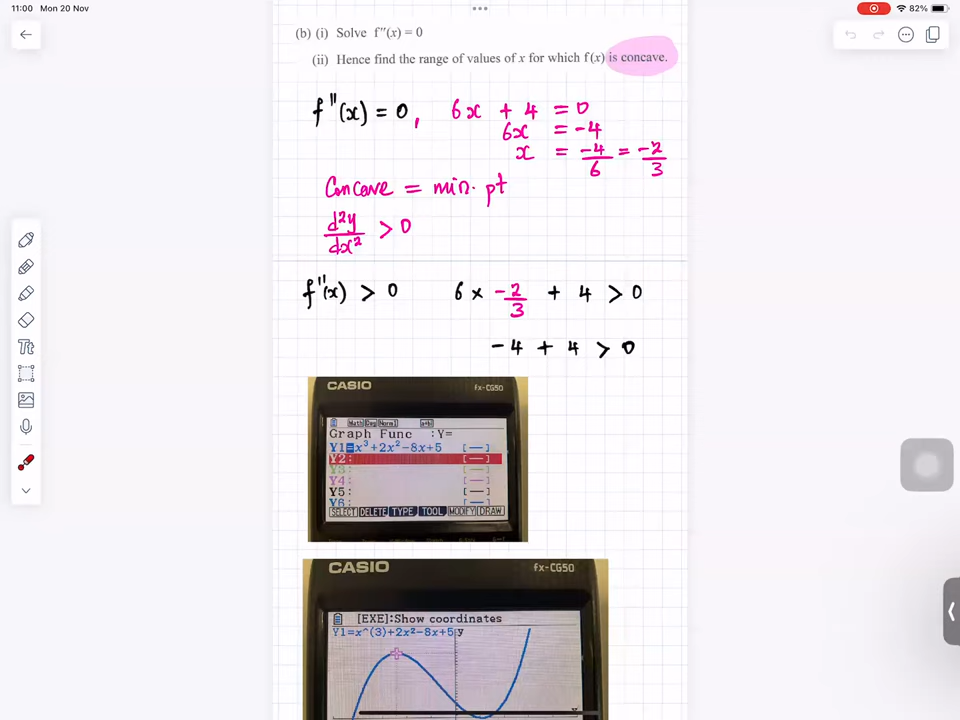 11:00 Mon 20 Nov
82%
(b) (i) Solve f″(x) = 0
(ii) Hence find the range of values of x for which f(x) is concave.
f″(x) = 0, 6x + 4 = 0
6x = -4
x = -4/6 = -2/3
Concave = min. pt
d²y/dx² > 0
f″(x) > 0 6 × -2/3 + 4 > 0
-4 + 4 > 0
CASIO fx-CG50
Math Deg Norm1 a+bi
Graph Func :Y=
Y1=x³+2x²-8x+5 [—]
Y2: [—]
Y3: [—]
Y4: [—]
Y5: [—]
Y6: [—]
SELECT DELETE TYPE TOOL MODIFY DRAW
CASIO fx-CG50
[EXE]:Show coordinates
Y1=x^(3)+2x²-8x+5 y
Tt